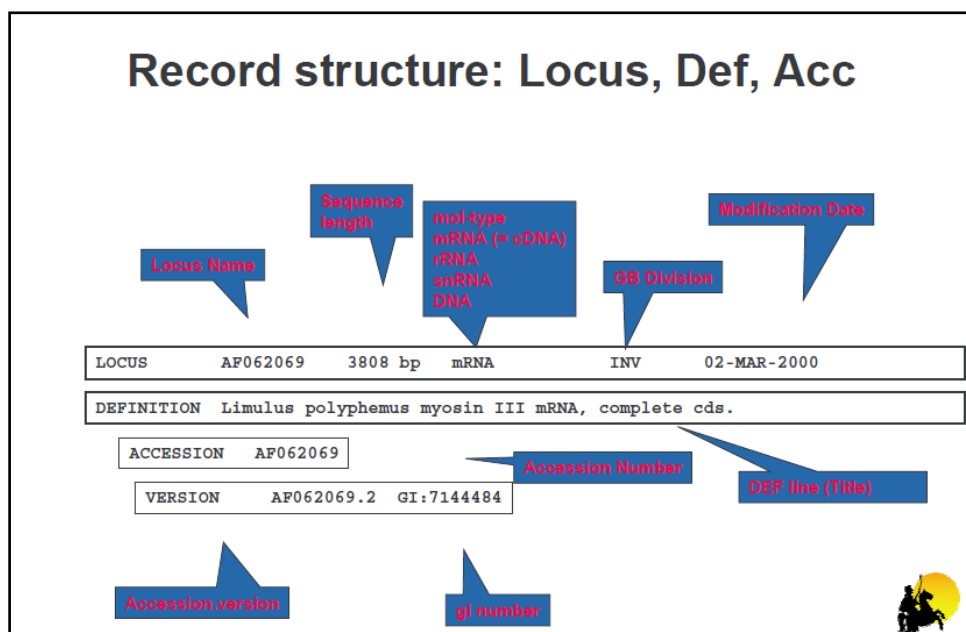 Record structure: Locus, Def, Acc
Sequence
length
mol-type
mRNA (= cDNA)
rRNA
snRNA
DNA
Modification Date
Locus Name
GB Division
LOCUS AF062069 3808 bp mRNA INV 02-MAR-2000
DEFINITION Limulus polyphemus myosin III mRNA, complete cds.
ACCESSION AF062069
Accession Number
VERSION AF062069.2 GI:7144484
DEF line (Title)
Accession.version
gi number